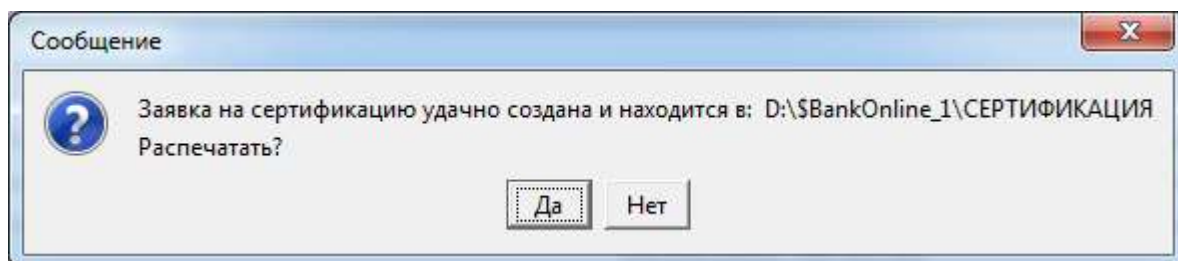 Сообщение
Заявка на сертификацию удачно создана и находится в: D:\$BankOnline_1\СЕРТИФИКАЦИЯ
Распечатать?
Да Нет